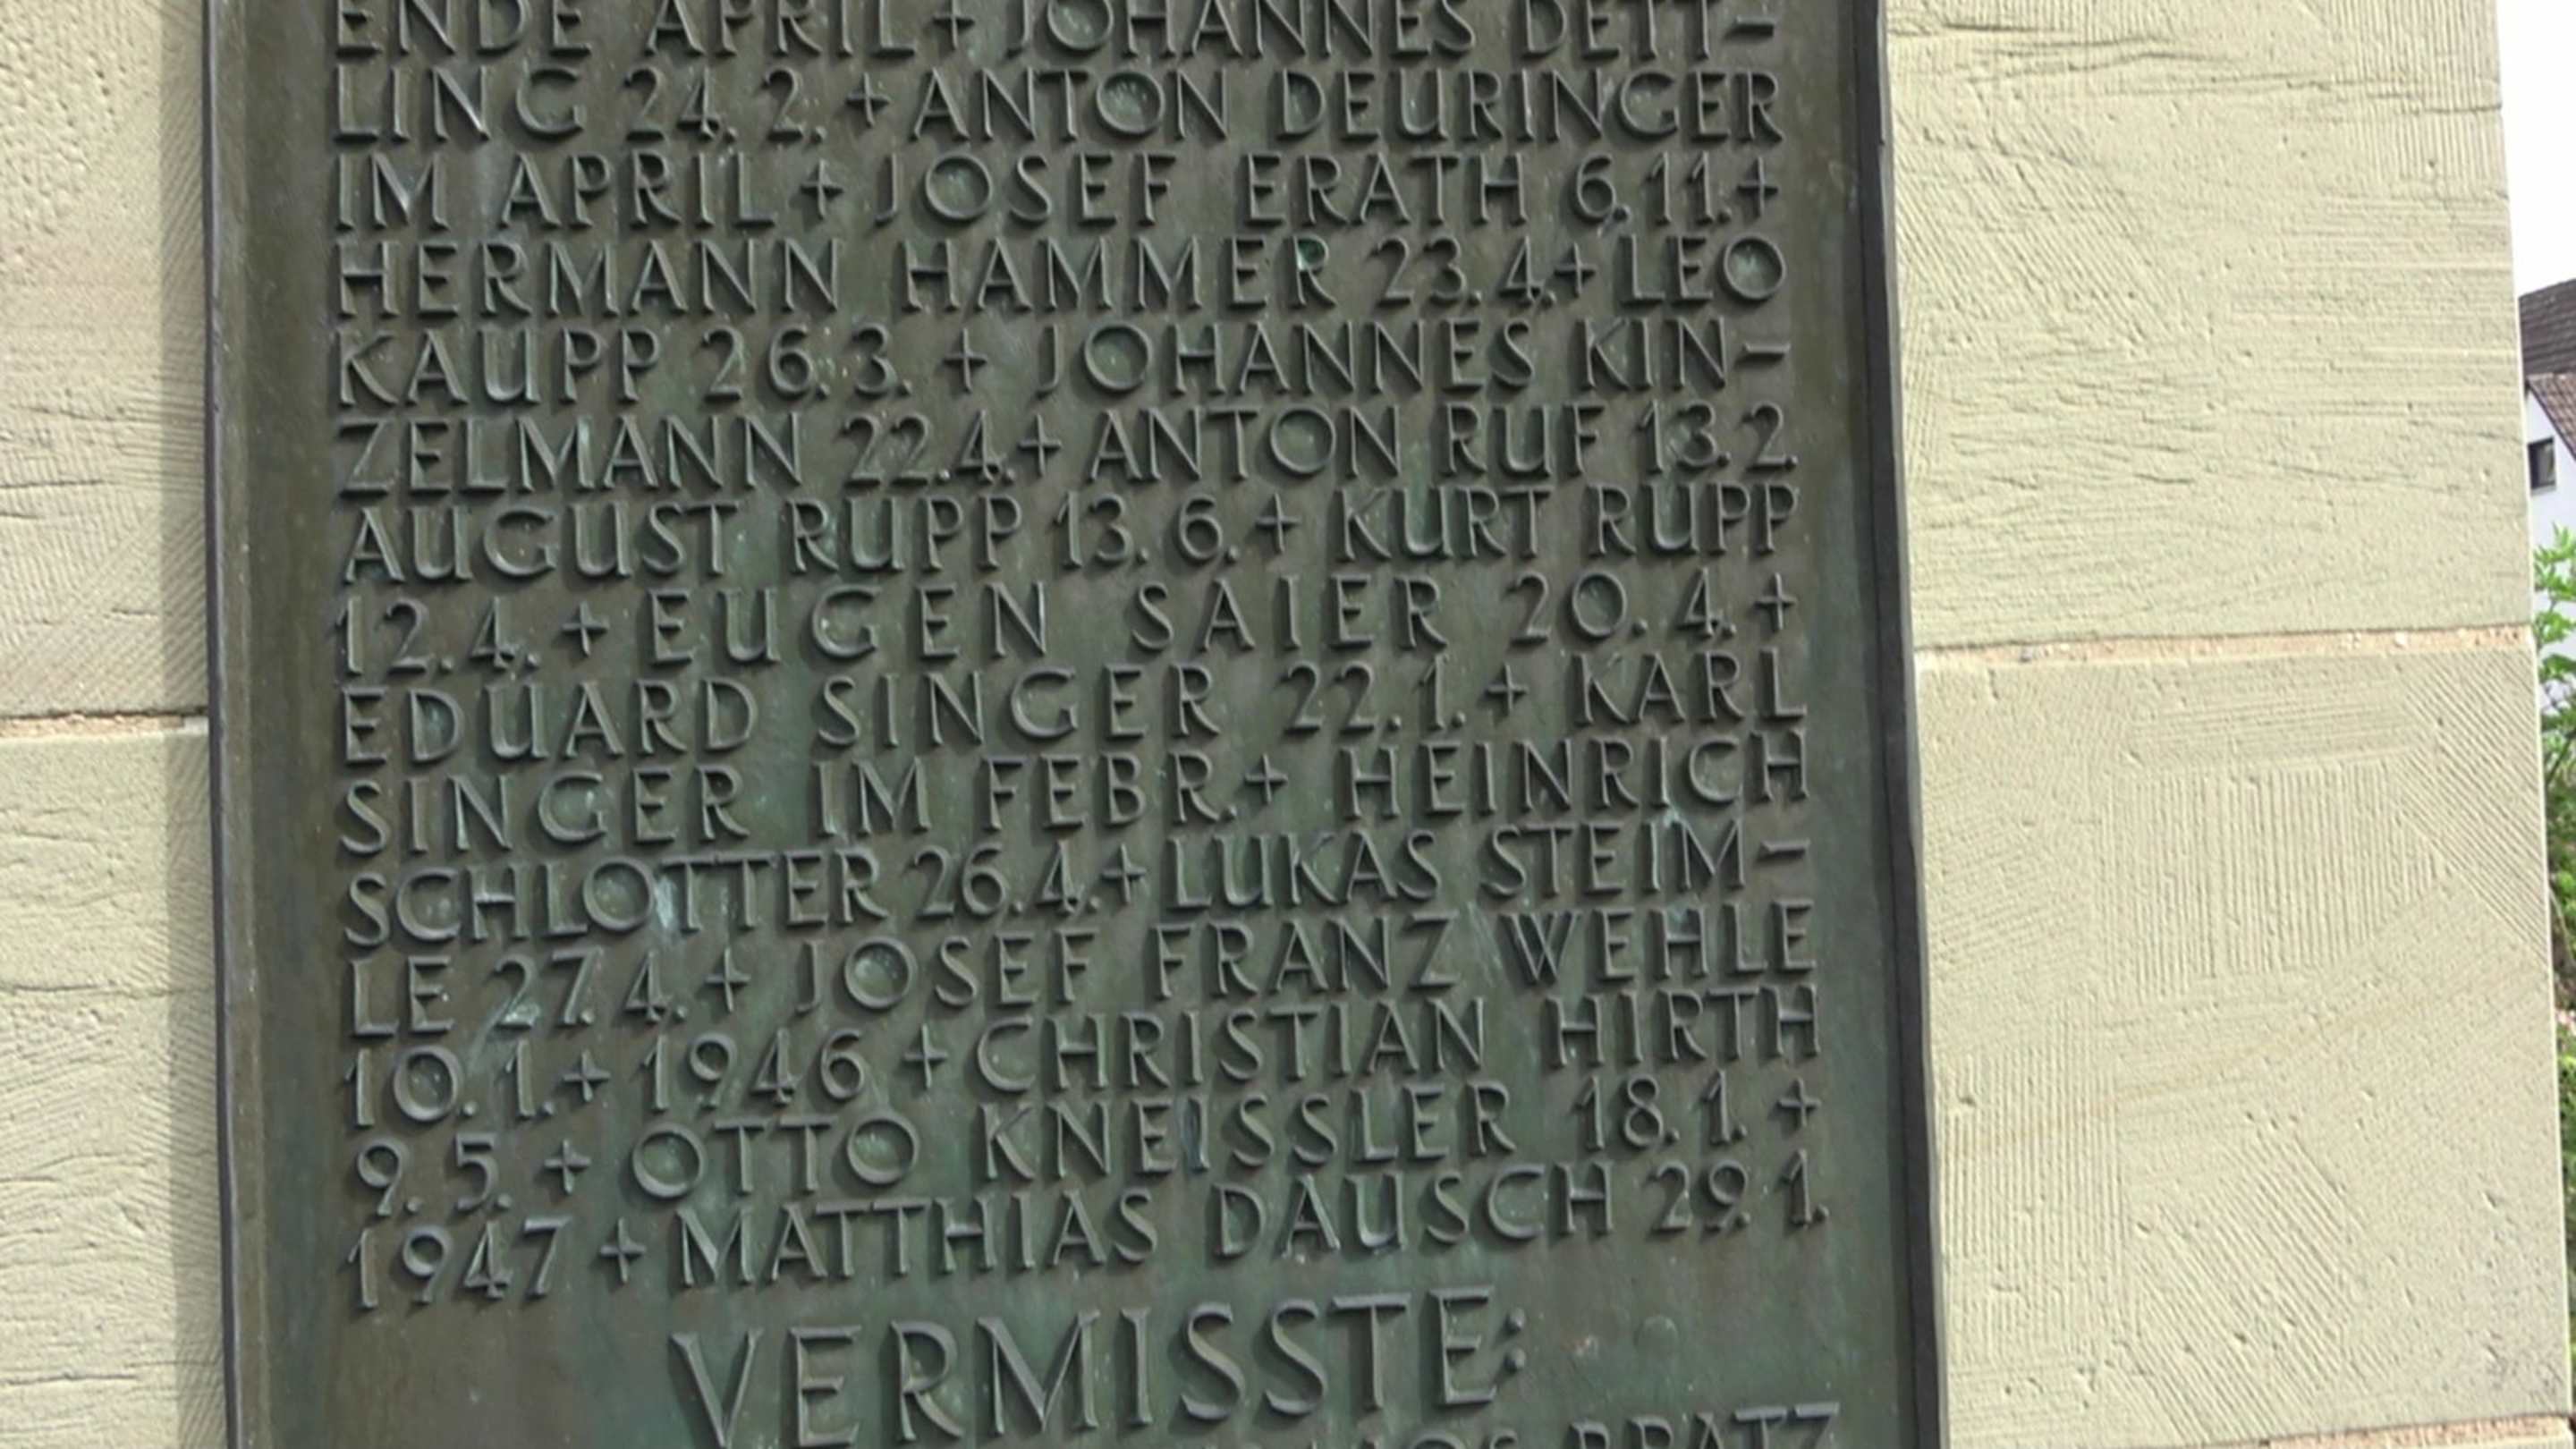 ENDE APRIL + JOHANNES DETT-
LING 24. 2. + ANTON DEURINGER
IM APRIL + JOSEF ERATH 6.11. +
HERMANN HAMMER 23. 4. + LEO
KAUPP 26. 3. + JOHANNES KIN-
ZELMANN 22.4. + ANTON RUF 13. 2.
AUGUST RUPP 13. 6. + KURT RUPP
12. 4. + EUGEN SAIER 20. 4. +
EDUARD SINGER 22. 1. + KARL
SINGER IM FEBR. + HEINRICH
SCHLOTTER 26. 4. + LUKAS STEIM-
LE 27. 4. + JOSEF FRANZ WEHLE
10. 1. + 1946 + CHRISTIAN HIRTH
9. 5. + OTTO KNEISSLER 18. 1. +
1947 + MATTHIAS DAUSCH 29. 1.
VERMISSTE: